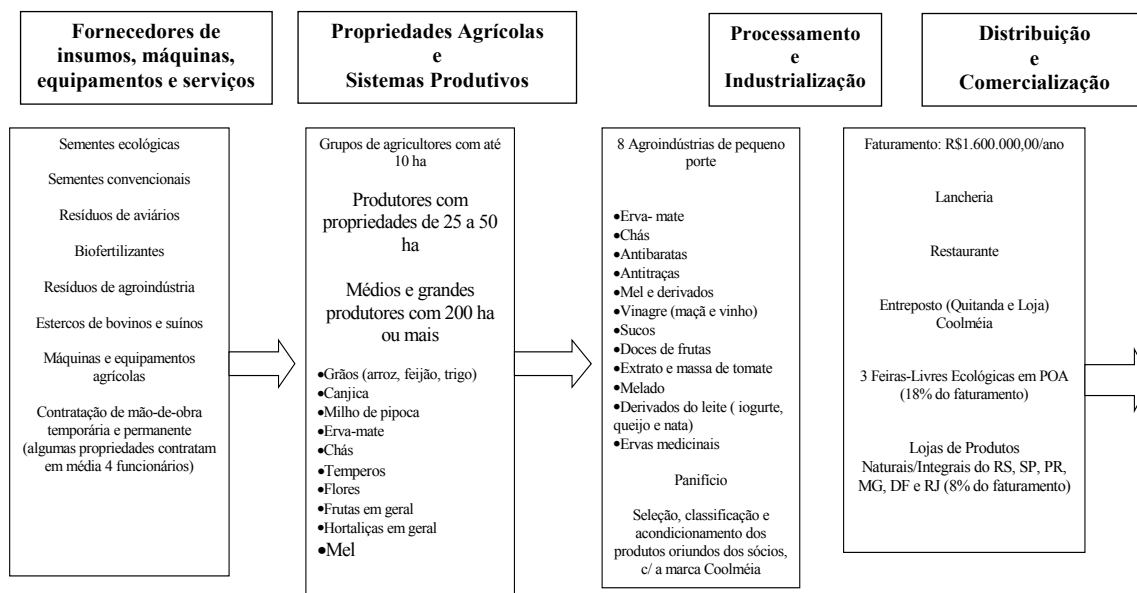 Fornecedores de
insumos, máquinas,
equipamentos e serviços
Propriedades Agrícolas
e
Sistemas Produtivos
Processamento
e
Industrialização
Distribuição
e
Comercialização
Sementes ecológicas
Sementes convencionais
Resíduos de aviários
Biofertilizantes
Resíduos de agroindústria
Estercos de bovinos e suínos
Máquinas e equipamentos
agrícolas
Contratação de mão-de-obra
temporária e permanente
(algumas propriedades contratam
em média 4 funcionários)
Grupos de agricultores com até
10 ha
Produtores com
propriedades de 25 a 50
ha
Médios e grandes
produtores com 200 ha
ou mais
•Grãos (arroz, feijão, trigo)
•Canjica
•Milho de pipoca
•Erva-mate
•Chás
•Temperos
•Flores
•Frutas em geral
•Hortaliças em geral
•Mel
8 Agroindústrias de pequeno
porte
•Erva- mate
•Chás
•Antibaratas
•Antitraças
•Mel e derivados
•Vinagre (maçã e vinho)
•Sucos
•Doces de frutas
•Extrato e massa de tomate
•Melado
•Derivados do leite ( iogurte,
queijo e nata)
•Ervas medicinais
Panifício
Seleção, classificação e
acondicionamento dos
produtos oriundos dos sócios,
c/ a marca Coolméia
Faturamento: R$1.600.000,00/ano
Lancheria
Restaurante
Entreposto (Quitanda e Loja)
Coolméia
3 Feiras-Livres Ecológicas em POA
(18% do faturamento)
Lojas de Produtos
Naturais/Integrais do RS, SP, PR,
MG, DF e RJ (8% do faturamento)